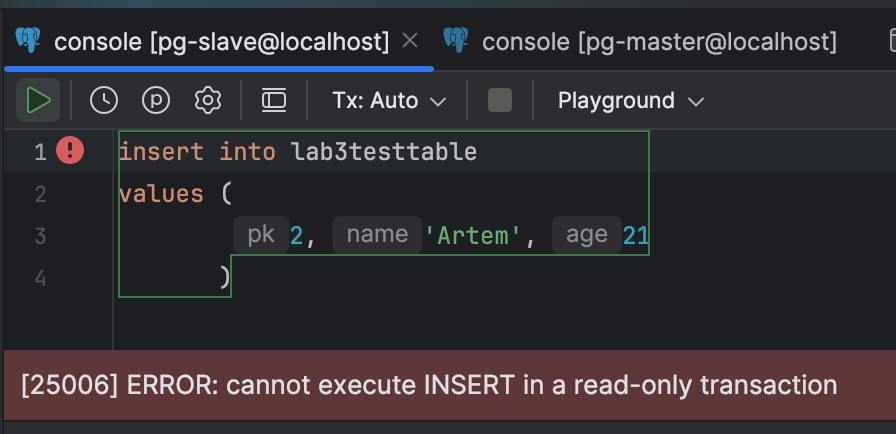 console [pg-slave@localhost] console [pg-master@localhost]
Tx: Auto Playground
1 insert into lab3testtable
2 values (
3 pk 2, name 'Artem', age 21
4 )
[25006] ERROR: cannot execute INSERT in a read-only transaction